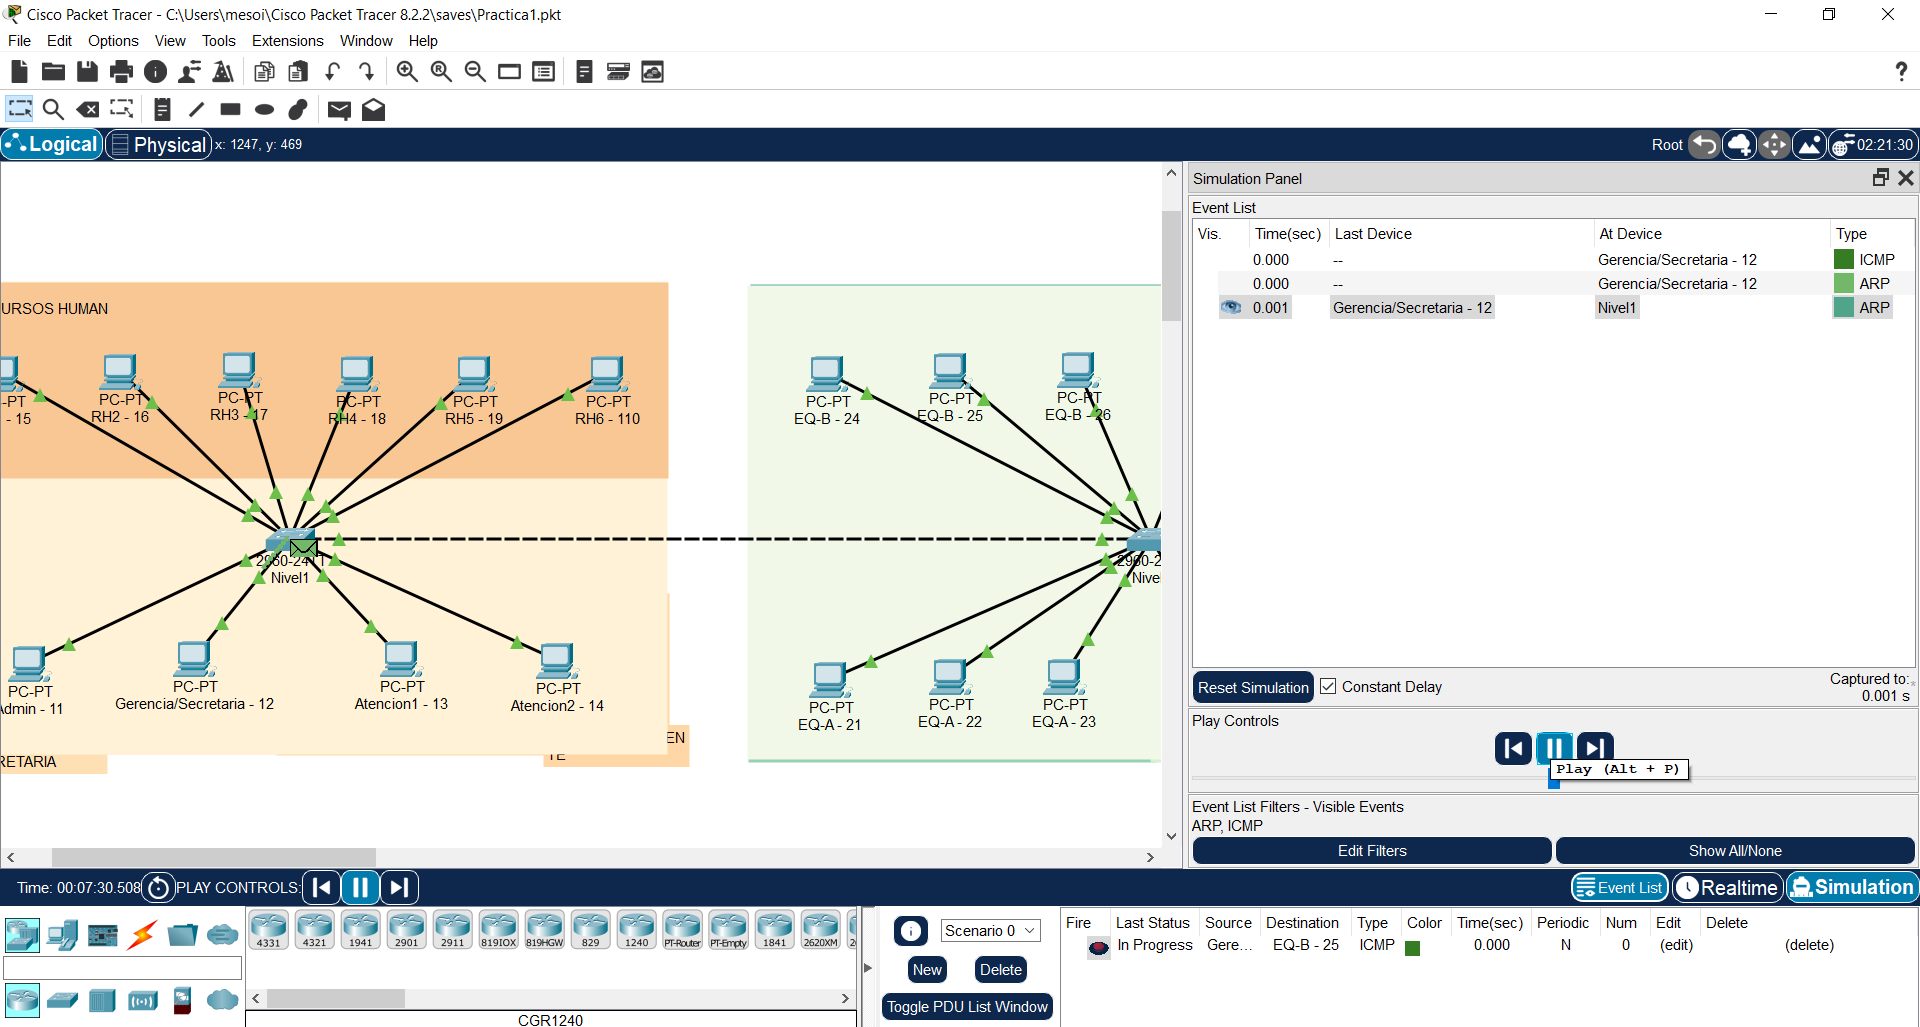 Cisco Packet Tracer - C:\Users\mesoi\Cisco Packet Tracer 8.2.2\saves\Practica1.pkt
File Edit Options View Tools Extensions Window Help
Logical Physical x: 1247, y: 469
Root 02:21:30
Simulation Panel
Event List
Vis. Time(sec) Last Device At Device Type
0.000 -- Gerencia/Secretaria - 12 ICMP
0.000 -- Gerencia/Secretaria - 12 ARP
0.001 Gerencia/Secretaria - 12 Nivel1 ARP
URSOS HUMAN
-PT
- 15
PC-PT
RH2 - 16
PC-PT
RH3 - 17
PC-PT
RH4 - 18
PC-PT
RH5 - 19
PC-PT
RH6 - 110
PC-PT
EQ-B - 24
PC-PT
EQ-B - 25
PC-PT
EQ-B - 26
2960-24TT
Nivel1
2960-2
Nive
PC-PT
dmin - 11
PC-PT
Gerencia/Secretaria - 12
PC-PT
Atencion1 - 13
PC-PT
Atencion2 - 14
PC-PT
EQ-A - 21
PC-PT
EQ-A - 22
PC-PT
EQ-A - 23
RETARIA
EN
TE
Reset Simulation Constant Delay
Captured to:
0.001 s
Play Controls
Play (Alt + P)
Event List Filters - Visible Events
ARP, ICMP
Edit Filters Show All/None
Time: 00:07:30.508 PLAY CONTROLS:
Event List Realtime Simulation
4331 4321 1941 2901 2911 819IOX 819HGW 829 1240 PT-Router PT-Empty 1841 2620XM 2
CGR1240
Scenario 0
New Delete
Toggle PDU List Window
Fire Last Status Source Destination Type Color Time(sec) Periodic Num Edit Delete
In Progress Gere... EQ-B - 25 ICMP 0.000 N 0 (edit) (delete)